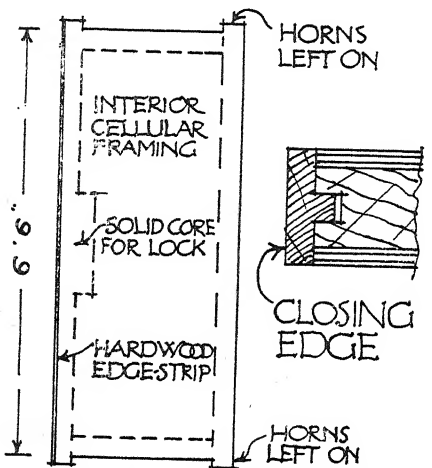 HORNS
LEFT ON
INTERIOR
CELLULAR
FRAMING
6'.6"
SOLID CORE
FOR LOCK
CLOSING
EDGE
HARDWOOD
EDGE-STRIP
HORNS
LEFT ON